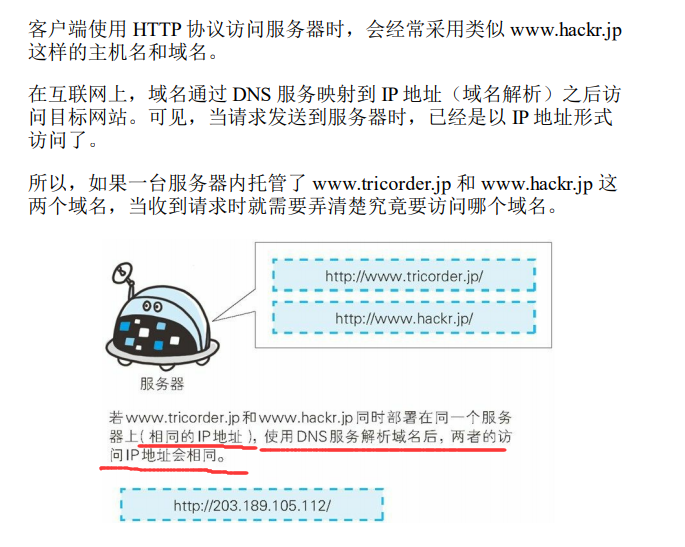 客户端使用 HTTP 协议访问服务器时，会经常采用类似 www.hackr.jp
这样的主机名和域名。
在互联网上，域名通过 DNS 服务映射到 IP 地址（域名解析）之后访
问目标网站。可见，当请求发送到服务器时，已经是以 IP 地址形式
访问了。
所以，如果一台服务器内托管了 www.tricorder.jp 和 www.hackr.jp 这
两个域名，当收到请求时就需要弄清楚究竟要访问哪个域名。
http://www.tricorder.jp/
http://www.hackr.jp/
服务器
若www.tricorder.jp和www.hackr.jp同时部署在同一个服务
器上（相同的IP地址），使用DNS服务解析域名后，两者的访
问IP地址会相同。
http://203.189.105.112/